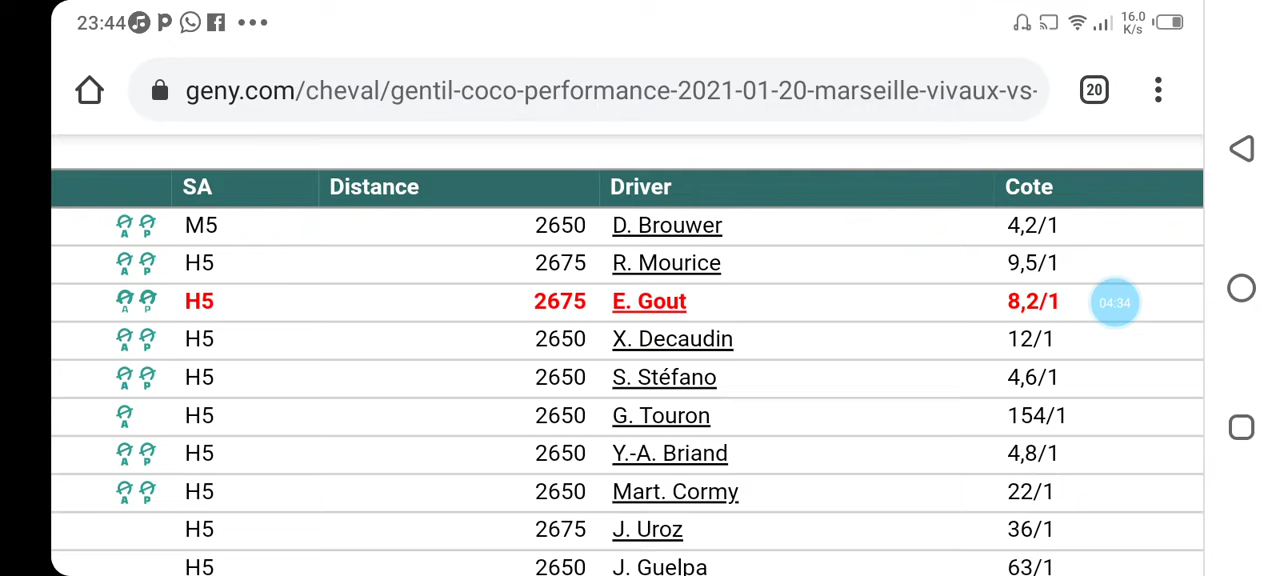 23:44 16.0 K/s
geny.com/cheval/gentil-coco-performance-2021-01-20-marseille-vivaux-vs- 20
SA Distance Driver Cote
A P M5 2650 D. Brouwer 4,2/1
A P H5 2675 R. Mourice 9,5/1
A P H5 2675 E. Gout 8,2/1 04:34
A P H5 2650 X. Decaudin 12/1
A P H5 2650 S. Stéfano 4,6/1
A H5 2650 G. Touron 154/1
A P H5 2650 Y.-A. Briand 4,8/1
A P H5 2650 Mart. Cormy 22/1
H5 2675 J. Uroz 36/1
H5 2650 J. Guelpa 63/1